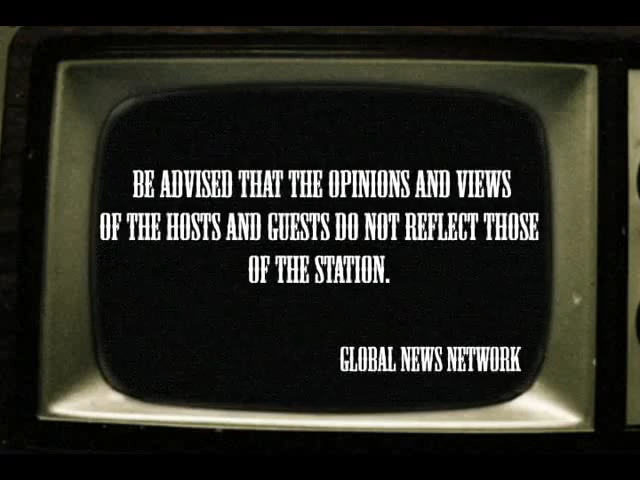 BE ADVISED THAT THE OPINIONS AND VIEWS
OF THE HOSTS AND GUESTS DO NOT REFLECT THOSE
OF THE STATION.
GLOBAL NEWS NETWORK